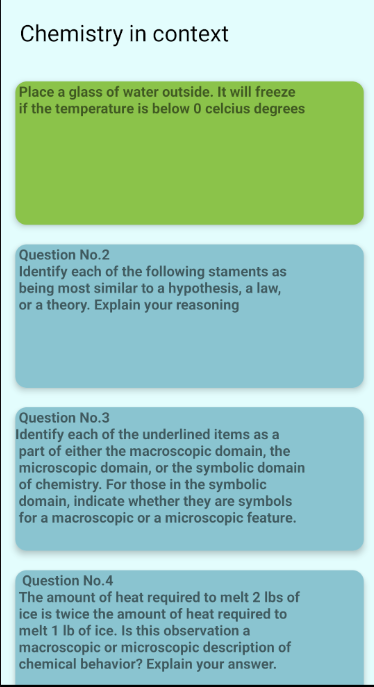 Chemistry in context
Place a glass of water outside. It will freeze
if the temperature is below 0 celcius degrees
Question No.2
Identify each of the following staments as
being most similar to a hypothesis, a law,
or a theory. Explain your reasoning
Question No.3
Identify each of the underlined items as a
part of either the macroscopic domain, the
microscopic domain, or the symbolic domain
of chemistry. For those in the symbolic
domain, indicate whether they are symbols
for a macroscopic or a microscopic feature.
Question No.4
The amount of heat required to melt 2 lbs of
ice is twice the amount of heat required to
melt 1 lb of ice. Is this observation a
macroscopic or microscopic description of
chemical behavior? Explain your answer.